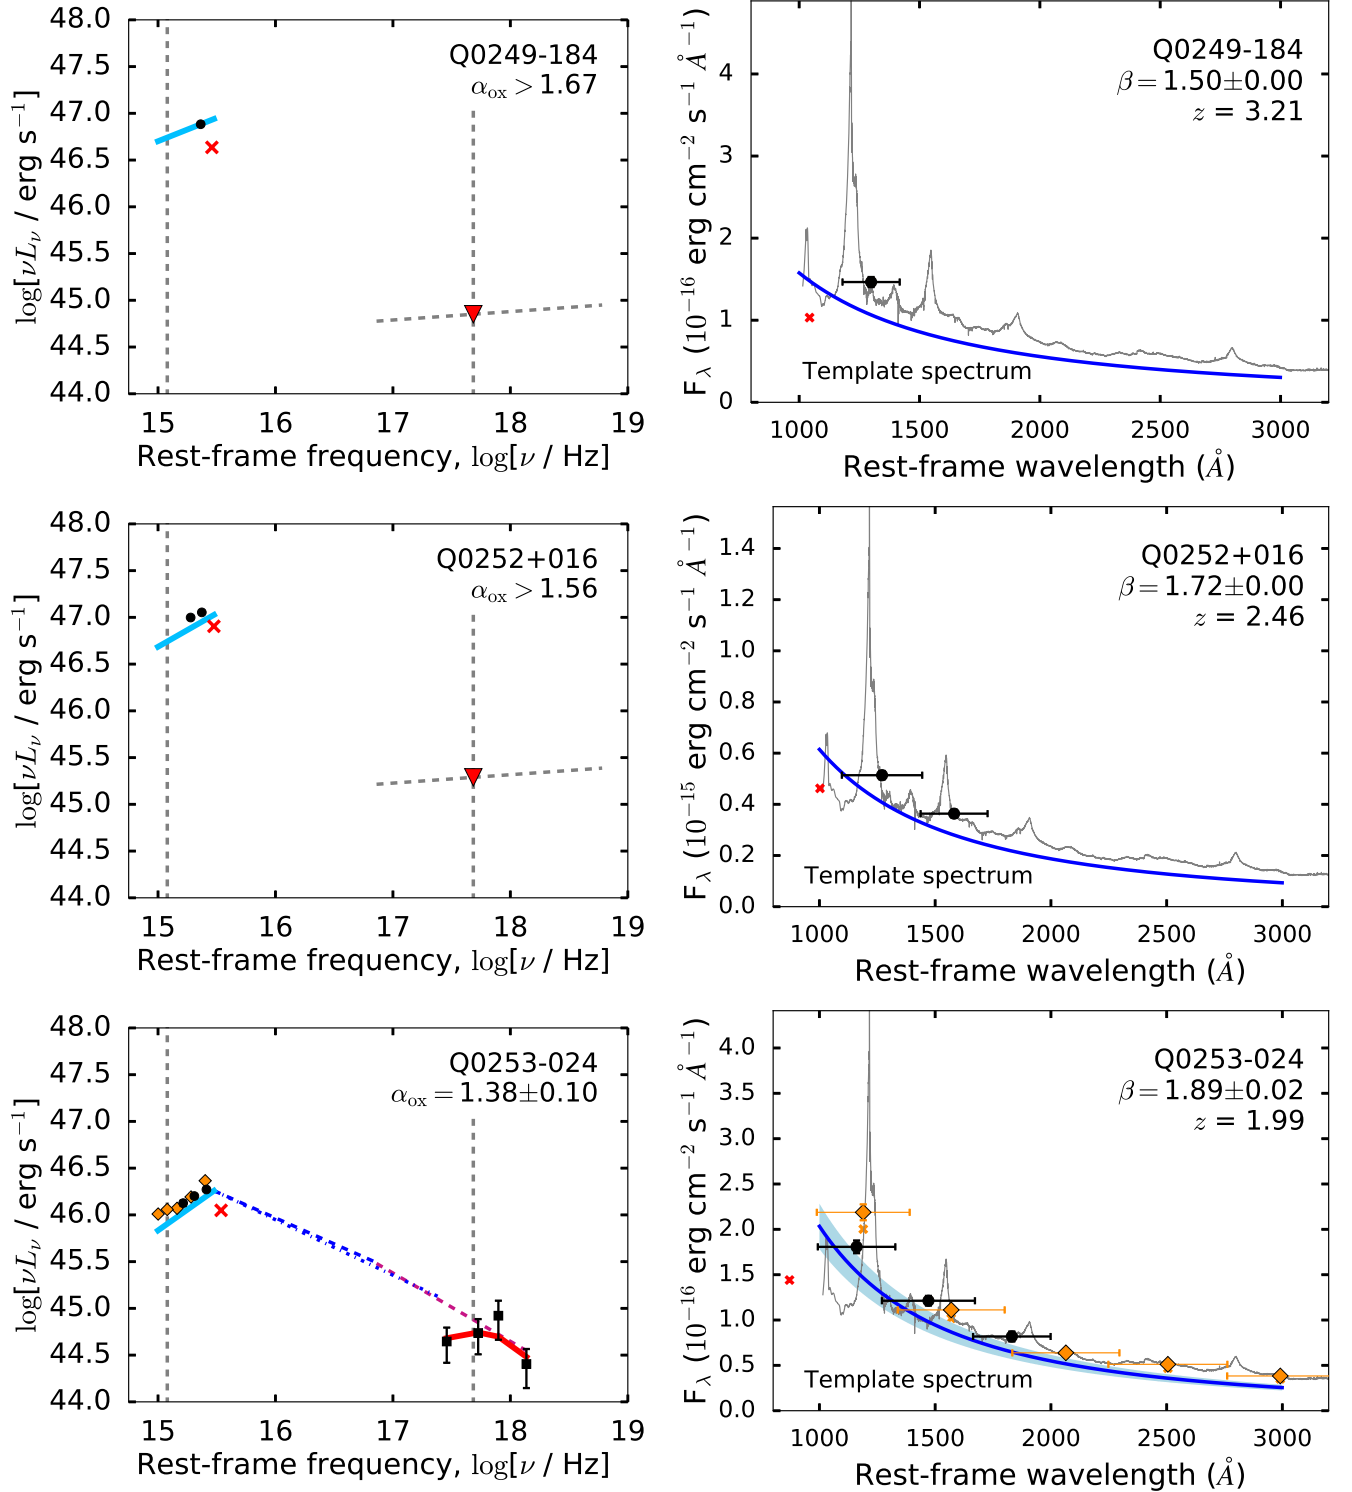 48.0
47.5
47.0
46.5
46.0
45.5
45.0
44.5
44.0
15 16 17 18 19
log[νLν / erg s−1]
Rest-frame frequency, log[ν / Hz]
Q0249-184
αox > 1.67
4
3
2
1
0
1000 1500 2000 2500 3000
Fλ (10−16 erg cm−2 s−1 Å−1)
Rest-frame wavelength (Å)
Q0249-184
β = 1.50±0.00
z = 3.21
Template spectrum
48.0
47.5
47.0
46.5
46.0
45.5
45.0
44.5
44.0
15 16 17 18 19
log[νLν / erg s−1]
Rest-frame frequency, log[ν / Hz]
Q0252+016
αox > 1.56
1.4
1.2
1.0
0.8
0.6
0.4
0.2
0.0
1000 1500 2000 2500 3000
Fλ (10−15 erg cm−2 s−1 Å−1)
Rest-frame wavelength (Å)
Q0252+016
β = 1.72±0.00
z = 2.46
Template spectrum
48.0
47.5
47.0
46.5
46.0
45.5
45.0
44.5
44.0
15 16 17 18 19
log[νLν / erg s−1]
Rest-frame frequency, log[ν / Hz]
Q0253-024
αox = 1.38±0.10
4.0
3.5
3.0
2.5
2.0
1.5
1.0
0.5
0.0
1000 1500 2000 2500 3000
Fλ (10−16 erg cm−2 s−1 Å−1)
Rest-frame wavelength (Å)
Q0253-024
β = 1.89±0.02
z = 1.99
Template spectrum